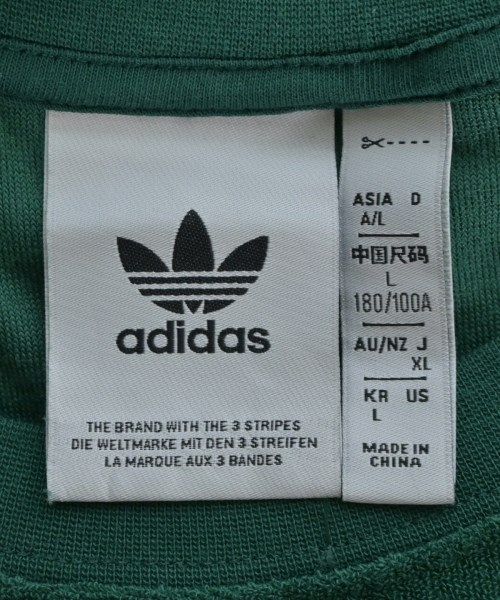 adidas
THE BRAND WITH THE 3 STRIPES
DIE WELTMARKE MIT DEN 3 STREIFEN
LA MARQUE AUX 3 BANDES
ASIA D
A/L
中国尺码
L
180/100A
AU/NZ J
XL
KR US
L
MADE IN
CHINA